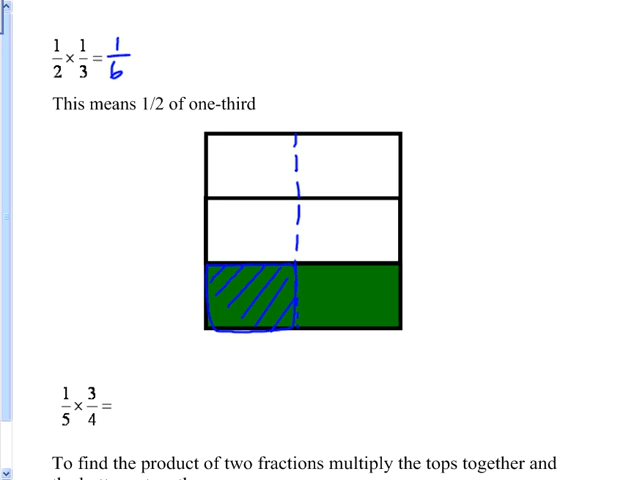 1/2 × 1/3 = 1/6
This means 1/2 of one-third
1/5 × 3/4 =
To find the product of two fractions multiply the tops together and